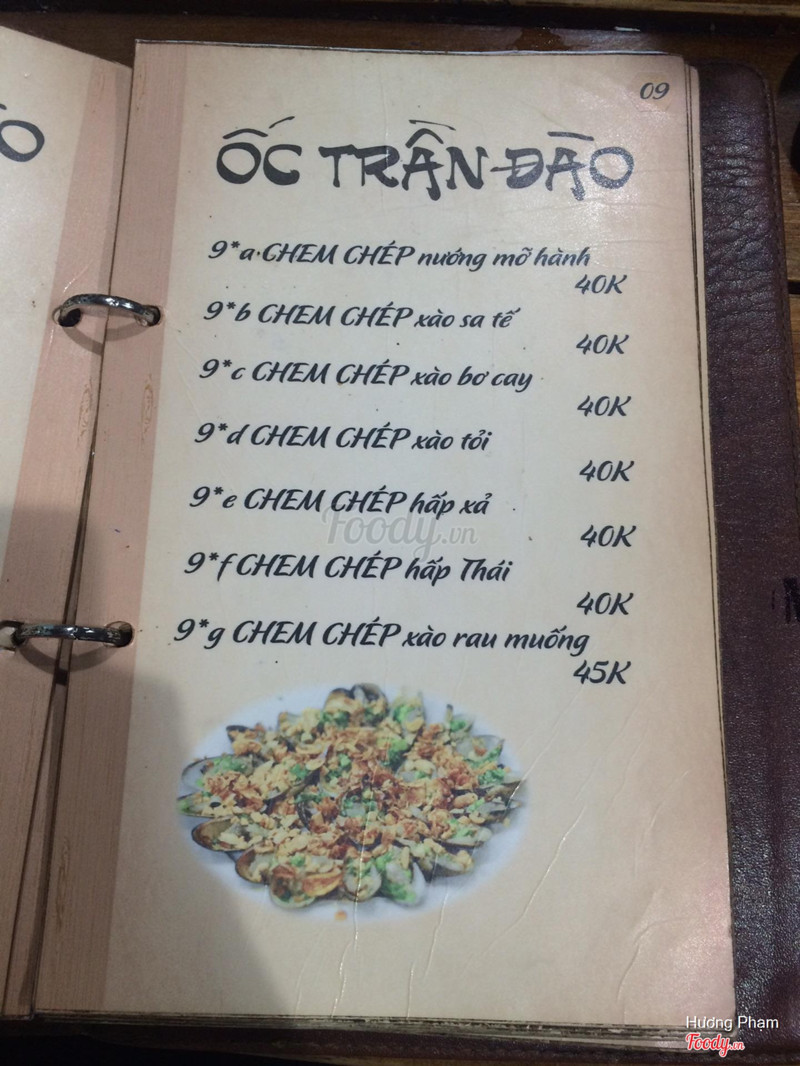 09
ỐC TRẦN ĐÀO
9*a CHEM CHÉP nướng mỡ hành
40K
9*b CHEM CHÉP xào sa tế
40K
9*c CHEM CHÉP xào bơ cay
40K
9*d CHEM CHÉP xào tỏi
40K
9*e CHEM CHÉP hấp xả
40K
Foody.vn
9*f CHEM CHÉP hấp Thái
40K
9*g CHEM CHÉP xào rau muống
45K
Hương Phạm
Foody.vn